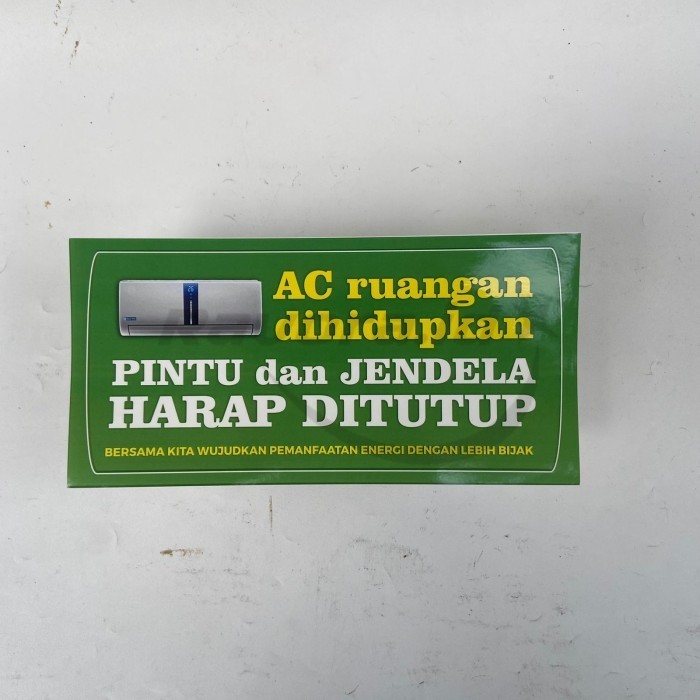 AC ruangan
dihidupkan
PINTU dan JENDELA
HARAP DITUTUP
BERSAMA KITA WUJUDKAN PEMANFAATAN ENERGI DENGAN LEBIH BIJAK